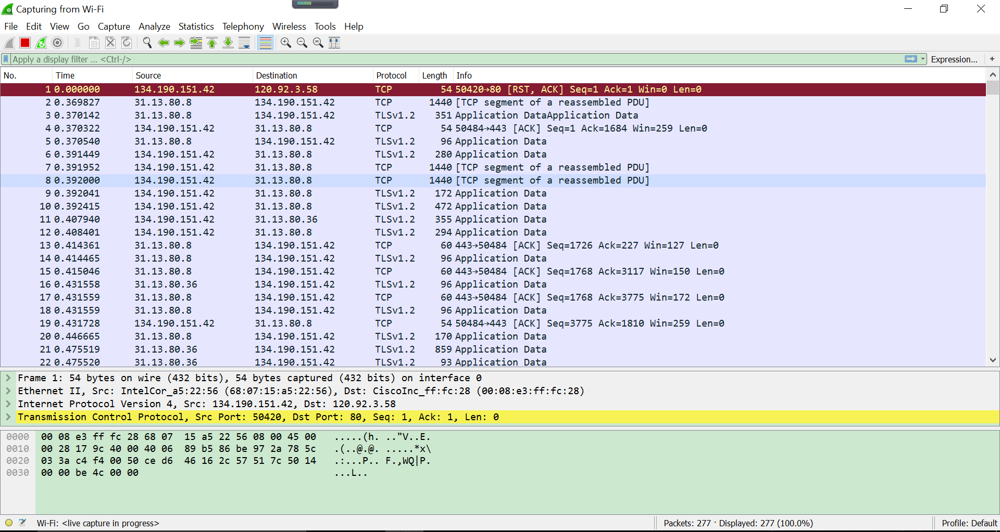 Capturing from Wi-Fi
File Edit View Go Capture Analyze Statistics Telephony Wireless Tools Help
Apply a display filter ... <Ctrl-/> Expression... +
No. Time Source Destination Protocol Length Info
1 0.000000 134.190.151.42 120.92.3.58 TCP 54 50420→80 [RST, ACK] Seq=1 Ack=1 Win=0 Len=0
2 0.369827 31.13.80.8 134.190.151.42 TCP 1440 [TCP segment of a reassembled PDU]
3 0.370142 31.13.80.8 134.190.151.42 TLSv1.2 351 Application DataApplication Data
4 0.370322 134.190.151.42 31.13.80.8 TCP 54 50484→443 [ACK] Seq=1 Ack=1684 Win=259 Len=0
5 0.370540 31.13.80.8 134.190.151.42 TLSv1.2 96 Application Data
6 0.391449 134.190.151.42 31.13.80.8 TLSv1.2 280 Application Data
7 0.391952 134.190.151.42 31.13.80.8 TCP 1440 [TCP segment of a reassembled PDU]
8 0.392000 134.190.151.42 31.13.80.8 TCP 1440 [TCP segment of a reassembled PDU]
9 0.392041 134.190.151.42 31.13.80.8 TLSv1.2 172 Application Data
10 0.392415 134.190.151.42 31.13.80.8 TLSv1.2 472 Application Data
11 0.407940 134.190.151.42 31.13.80.36 TLSv1.2 355 Application Data
12 0.408401 134.190.151.42 31.13.80.8 TLSv1.2 294 Application Data
13 0.414361 31.13.80.8 134.190.151.42 TCP 60 443→50484 [ACK] Seq=1726 Ack=227 Win=127 Len=0
14 0.414465 31.13.80.8 134.190.151.42 TLSv1.2 96 Application Data
15 0.415046 31.13.80.8 134.190.151.42 TCP 60 443→50484 [ACK] Seq=1768 Ack=3117 Win=150 Len=0
16 0.431558 31.13.80.36 134.190.151.42 TLSv1.2 96 Application Data
17 0.431559 31.13.80.8 134.190.151.42 TCP 60 443→50484 [ACK] Seq=1768 Ack=3775 Win=172 Len=0
18 0.431559 31.13.80.8 134.190.151.42 TLSv1.2 96 Application Data
19 0.431728 134.190.151.42 31.13.80.8 TCP 54 50484→443 [ACK] Seq=3775 Ack=1810 Win=259 Len=0
20 0.446665 31.13.80.8 134.190.151.42 TLSv1.2 170 Application Data
21 0.475519 31.13.80.36 134.190.151.42 TLSv1.2 859 Application Data
22 0.475520 31.13.80.36 134.190.151.42 TLSv1.2 93 Application Data
Frame 1: 54 bytes on wire (432 bits), 54 bytes captured (432 bits) on interface 0
Ethernet II, Src: IntelCor_a5:22:56 (68:07:15:a5:22:56), Dst: CiscoInc_ff:fc:28 (00:08:e3:ff:fc:28)
Internet Protocol Version 4, Src: 134.190.151.42, Dst: 120.92.3.58
Transmission Control Protocol, Src Port: 50420, Dst Port: 80, Seq: 1, Ack: 1, Len: 0
0000 00 08 e3 ff fc 28 68 07 15 a5 22 56 08 00 45 00 .....(h. .."V..E.
0010 00 28 17 9c 40 00 40 06 89 b5 86 be 97 2a 78 5c .(..@.@. .....*x\
0020 03 3a c4 f4 00 50 ce d6 46 16 2c 57 51 7c 50 14 .:...P.. F.,WQ|P.
0030 00 00 be 4c 00 00 ...L..
Wi-Fi: <live capture in progress> Packets: 277 · Displayed: 277 (100.0%) Profile: Default